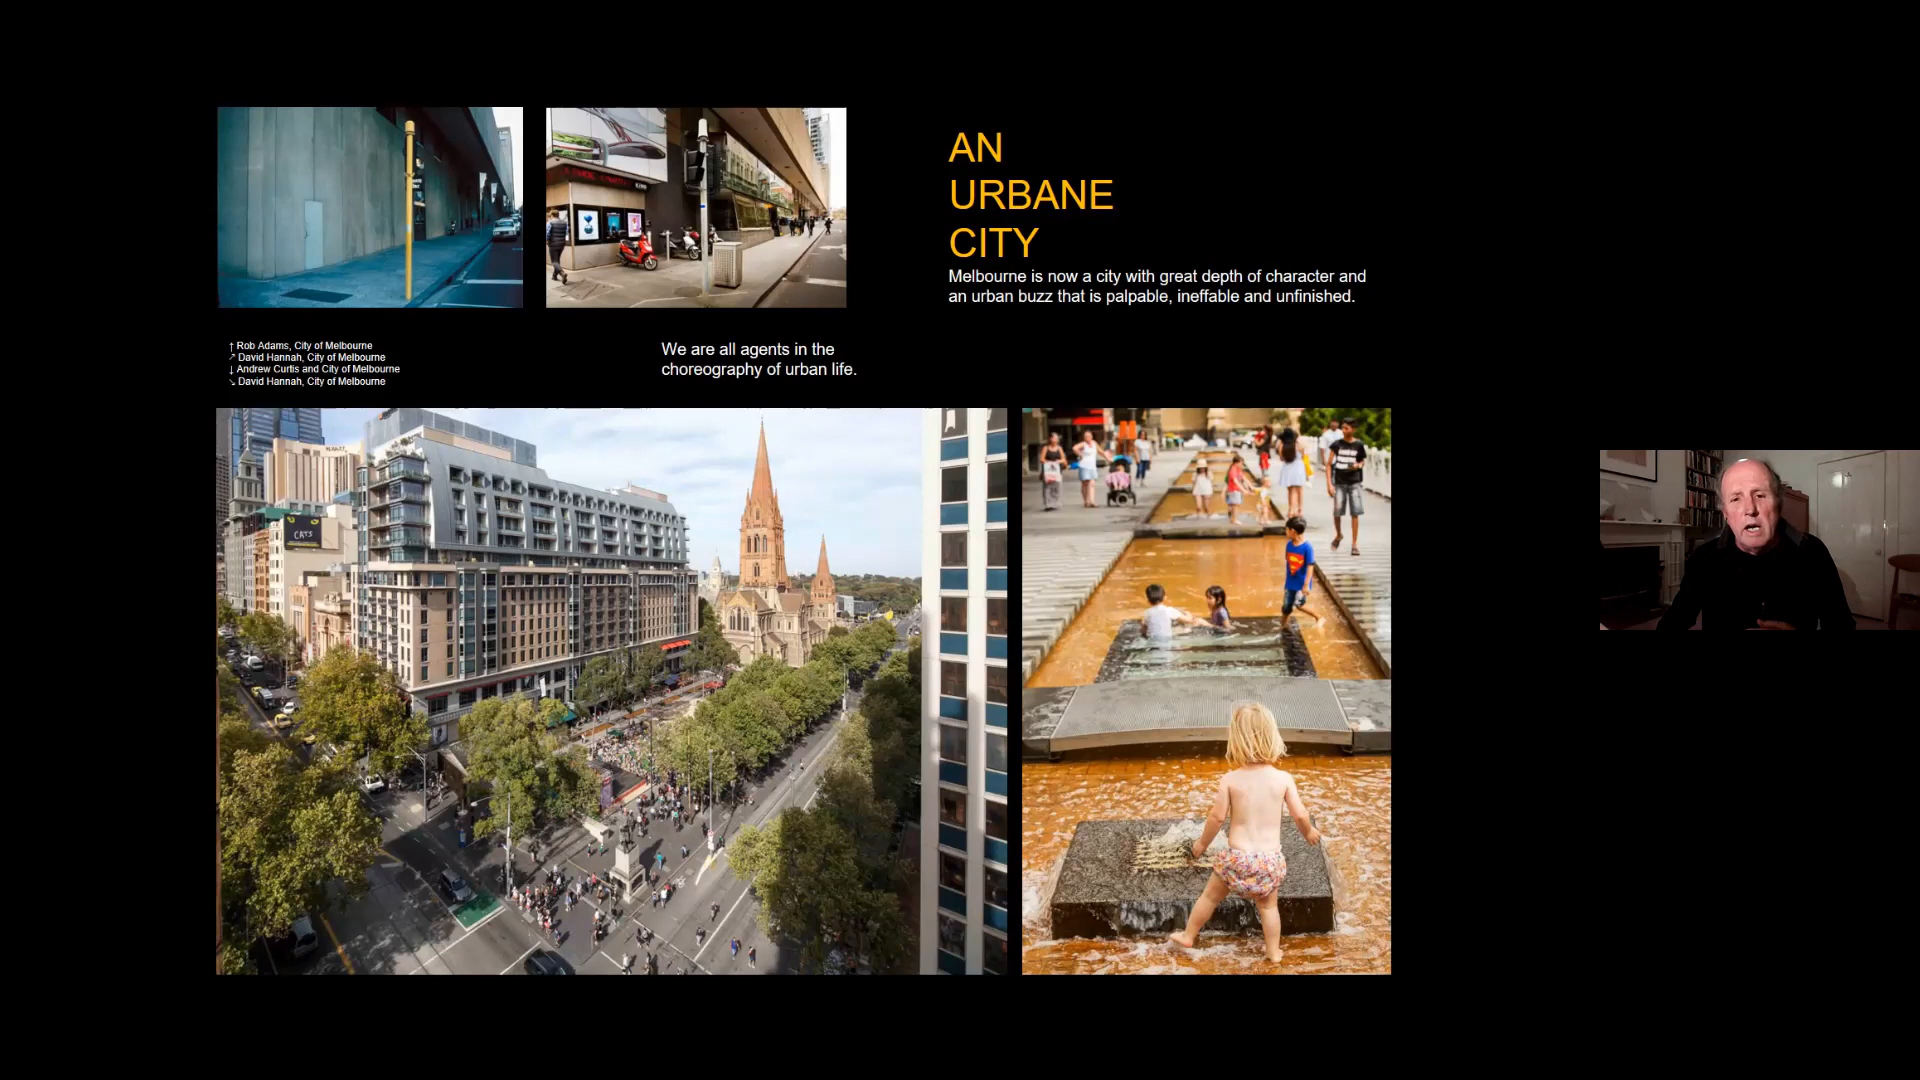 AN
URBANE
CITY
Melbourne is now a city with great depth of character and
an urban buzz that is palpable, ineffable and unfinished.
↑ Rob Adams, City of Melbourne
↗ David Hannah, City of Melbourne
↓ Andrew Curtis and City of Melbourne
↘ David Hannah, City of Melbourne
We are all agents in the
choreography of urban life.
CATS